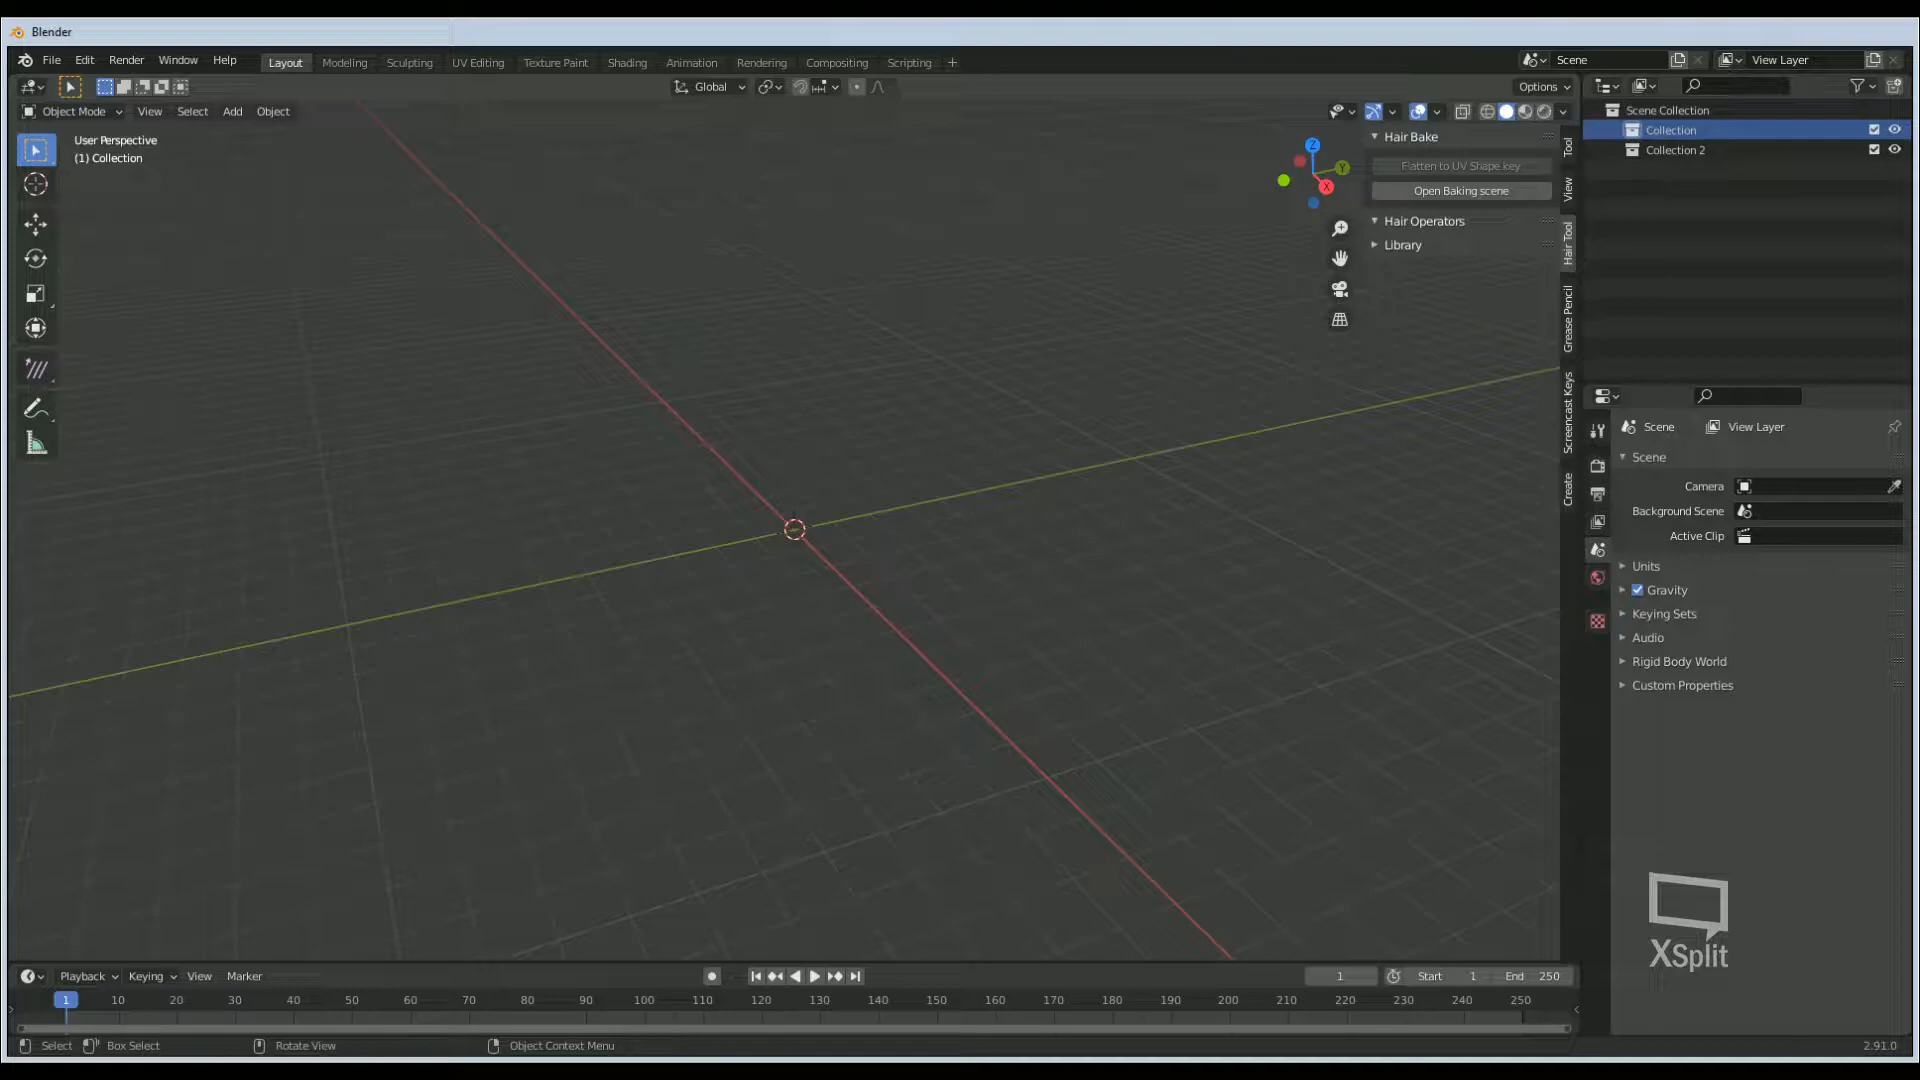 Blender
File Edit Render Window Help Layout Modeling Sculpting UV Editing Texture Paint Shading Animation Rendering Compositing Scripting + Scene View Layer
Global Options
Object Mode View Select Add Object
User Perspective
(1) Collection
Z
Y
X
Hair Bake
Flatten to UV Shape key
Open Baking scene
Hair Operators
Library
Tool
View
Hair Tool
Grease Pencil
Screencast Keys
Create
Scene Collection
Collection
Collection 2
Scene View Layer
Scene
Camera
Background Scene
Active Clip
Units
Gravity
Keying Sets
Audio
Rigid Body World
Custom Properties
XSplit
Playback Keying View Marker 1 Start 1 End 250
1 10 20 30 40 50 60 70 80 90 100 110 120 130 140 150 160 170 180 190 200 210 220 230 240 250
Select Box Select Rotate View Object Context Menu 2.91.0